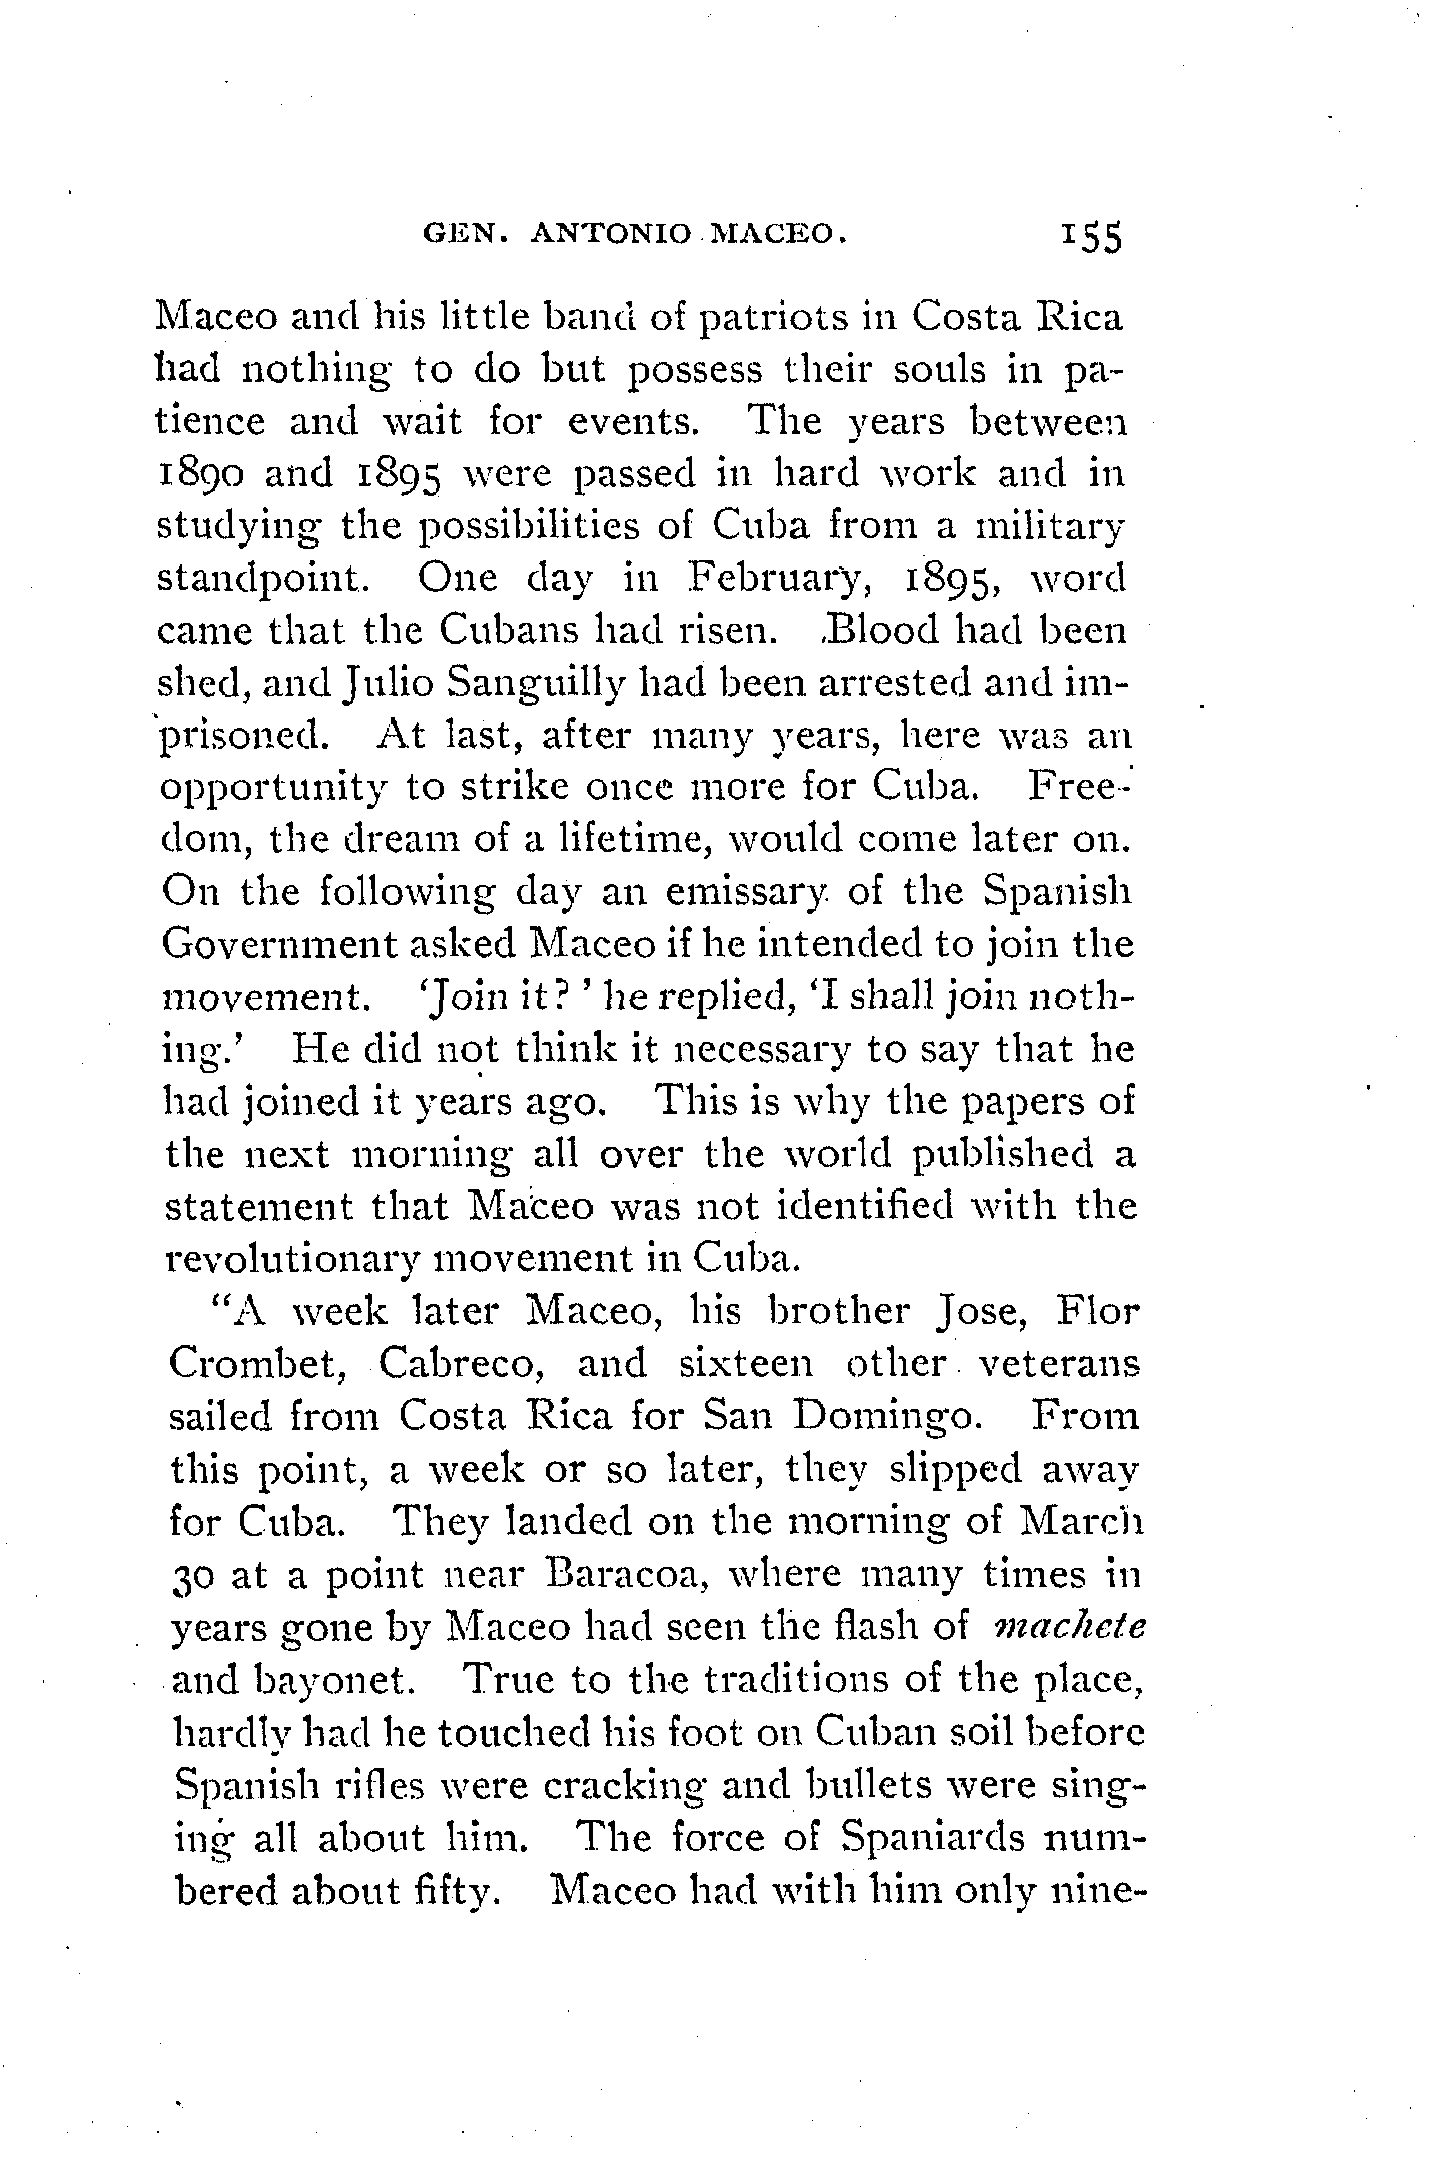 GEN. ANTONIO MACEO. 155
Maceo and his little band of patriots in Costa Rica
had nothing to do but possess their souls in pa-
tience and wait for events. The years between
1890 and 1895 were passed in hard work and in
studying the possibilities of Cuba from a military
standpoint. One day in February, 1895, word
came that the Cubans had risen. Blood had been
shed, and Julio Sanguilly had been arrested and im-
prisoned. At last, after many years, here was an
opportunity to strike once more for Cuba. Free-
dom, the dream of a lifetime, would come later on.
On the following day an emissary of the Spanish
Government asked Maceo if he intended to join the
movement. 'Join it?' he replied, 'I shall join noth-
ing.' He did not think it necessary to say that he
had joined it years ago. This is why the papers of
the next morning all over the world published a
statement that Maceo was not identified with the
revolutionary movement in Cuba.
"A week later Maceo, his brother Jose, Flor
Crombet, Cabreco, and sixteen other veterans
sailed from Costa Rica for San Domingo. From
this point, a week or so later, they slipped away
for Cuba. They landed on the morning of March
30 at a point near Baracoa, where many times in
years gone by Maceo had seen the flash of machete
and bayonet. True to the traditions of the place,
hardly had he touched his foot on Cuban soil before
Spanish rifles were cracking and bullets were sing-
ing all about him. The force of Spaniards num-
bered about fifty. Maceo had with him only nine-